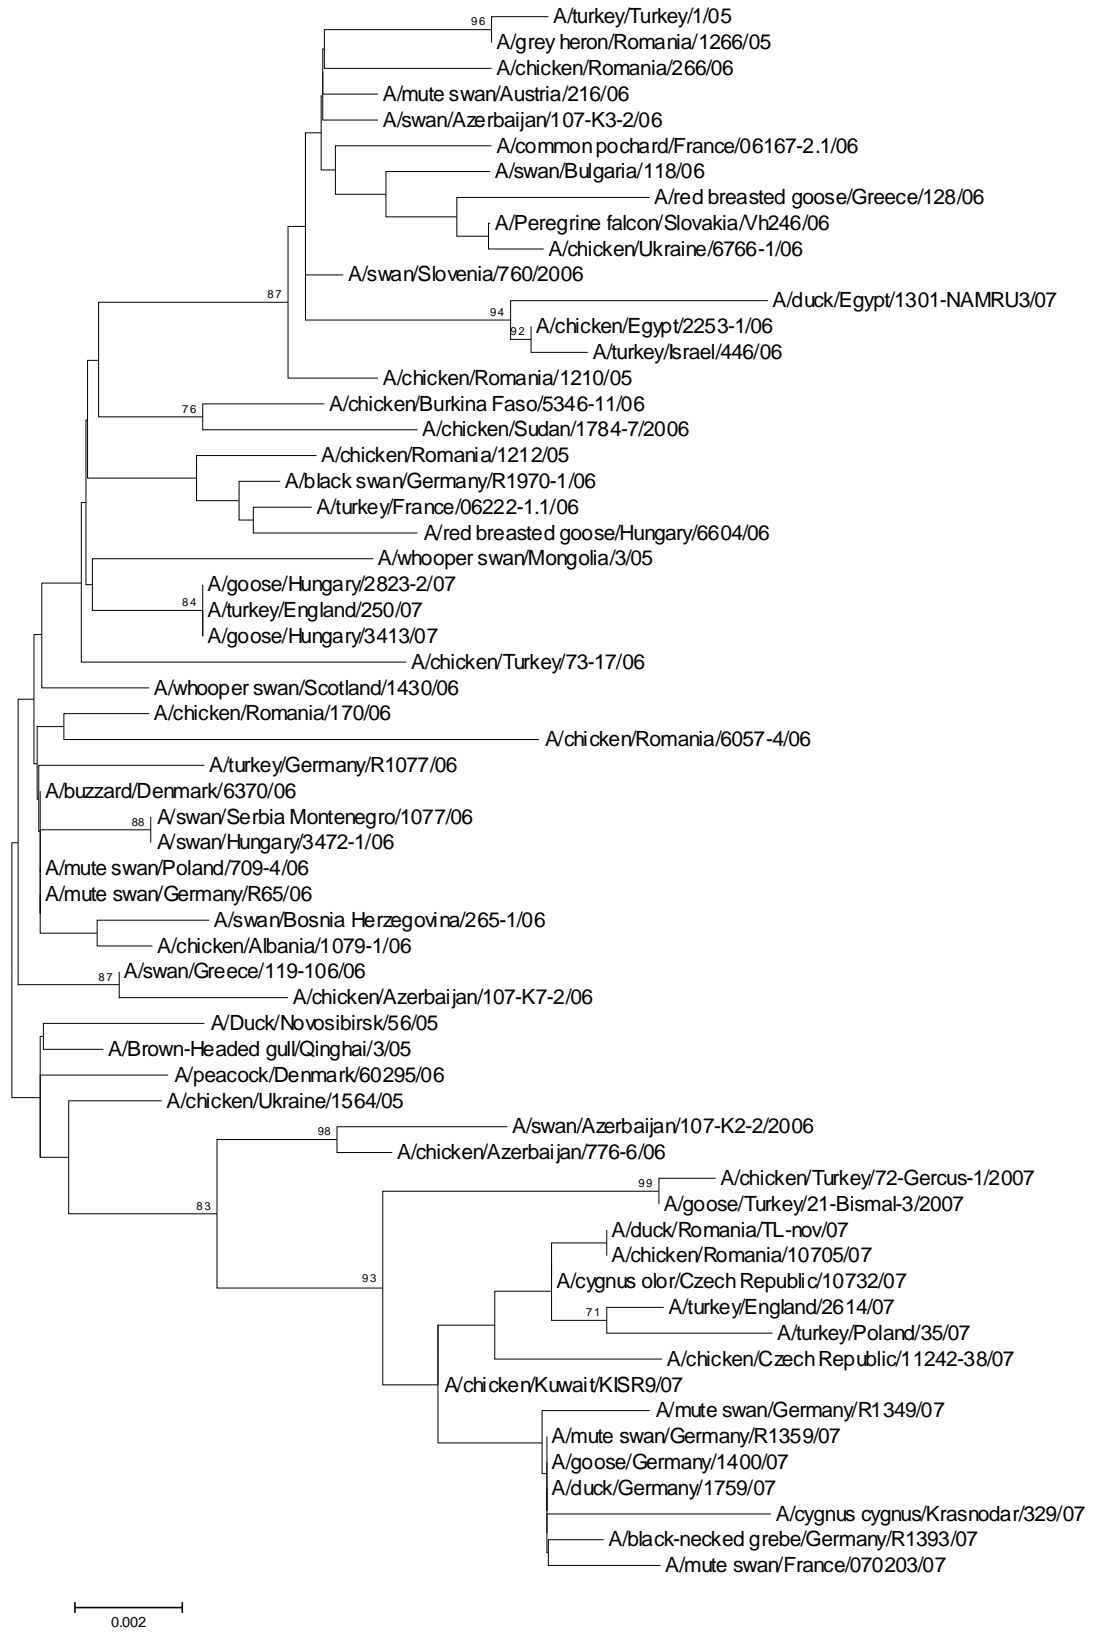 96
A/turkey/Turkey/1/05
A/grey heron/Romania/1266/05
A/chicken/Romania/266/06
A/mute swan/Austria/216/06
A/swan/Azerbaijan/107-K3-2/06
A/common pochard/France/06167-2.1/06
A/swan/Bulgaria/118/06
A/red breasted goose/Greece/128/06
A/Peregrine falcon/Slovakia/Vh246/06
A/chicken/Ukraine/6766-1/06
A/swan/Slovenia/760/2006
87
A/duck/Egypt/1301-NAMRU3/07
94
A/chicken/Egypt/2253-1/06
92
A/turkey/Israel/446/06
A/chicken/Romania/1210/05
A/chicken/Burkina Faso/5346-11/06
76
A/chicken/Sudan/1784-7/2006
A/chicken/Romania/1212/05
A/black swan/Germany/R1970-1/06
A/turkey/France/06222-1.1/06
A/red breasted goose/Hungary/6604/06
A/whooper swan/Mongolia/3/05
A/goose/Hungary/2823-2/07
84
A/turkey/England/250/07
A/goose/Hungary/3413/07
A/chicken/Turkey/73-17/06
A/whooper swan/Scotland/1430/06
A/chicken/Romania/170/06
A/chicken/Romania/6057-4/06
A/turkey/Germany/R1077/06
A/buzzard/Denmark/6370/06
A/swan/Serbia Montenegro/1077/06
88
A/swan/Hungary/3472-1/06
A/mute swan/Poland/709-4/06
A/mute swan/Germany/R65/06
A/swan/Bosnia Herzegovina/265-1/06
A/chicken/Albania/1079-1/06
A/swan/Greece/119-106/06
87
A/chicken/Azerbaijan/107-K7-2/06
A/Duck/Novosibirsk/56/05
A/Brown-Headed gull/Qinghai/3/05
A/peacock/Denmark/60295/06
A/chicken/Ukraine/1564/05
A/swan/Azerbaijan/107-K2-2/2006
98
A/chicken/Azerbaijan/776-6/06
A/chicken/Turkey/72-Gercus-1/2007
99
A/goose/Turkey/21-Bismal-3/2007
83
A/duck/Romania/TL-nov/07
A/chicken/Romania/10705/07
93
A/cygnus olor/Czech Republic/10732/07
A/turkey/England/2614/07
71
A/turkey/Poland/35/07
A/chicken/Czech Republic/11242-38/07
A/chicken/Kuwait/KISR9/07
A/mute swan/Germany/R1349/07
A/mute swan/Germany/R1359/07
A/goose/Germany/1400/07
A/duck/Germany/1759/07
A/cygnus cygnus/Krasnodar/329/07
A/black-necked grebe/Germany/R1393/07
A/mute swan/France/070203/07
0.002